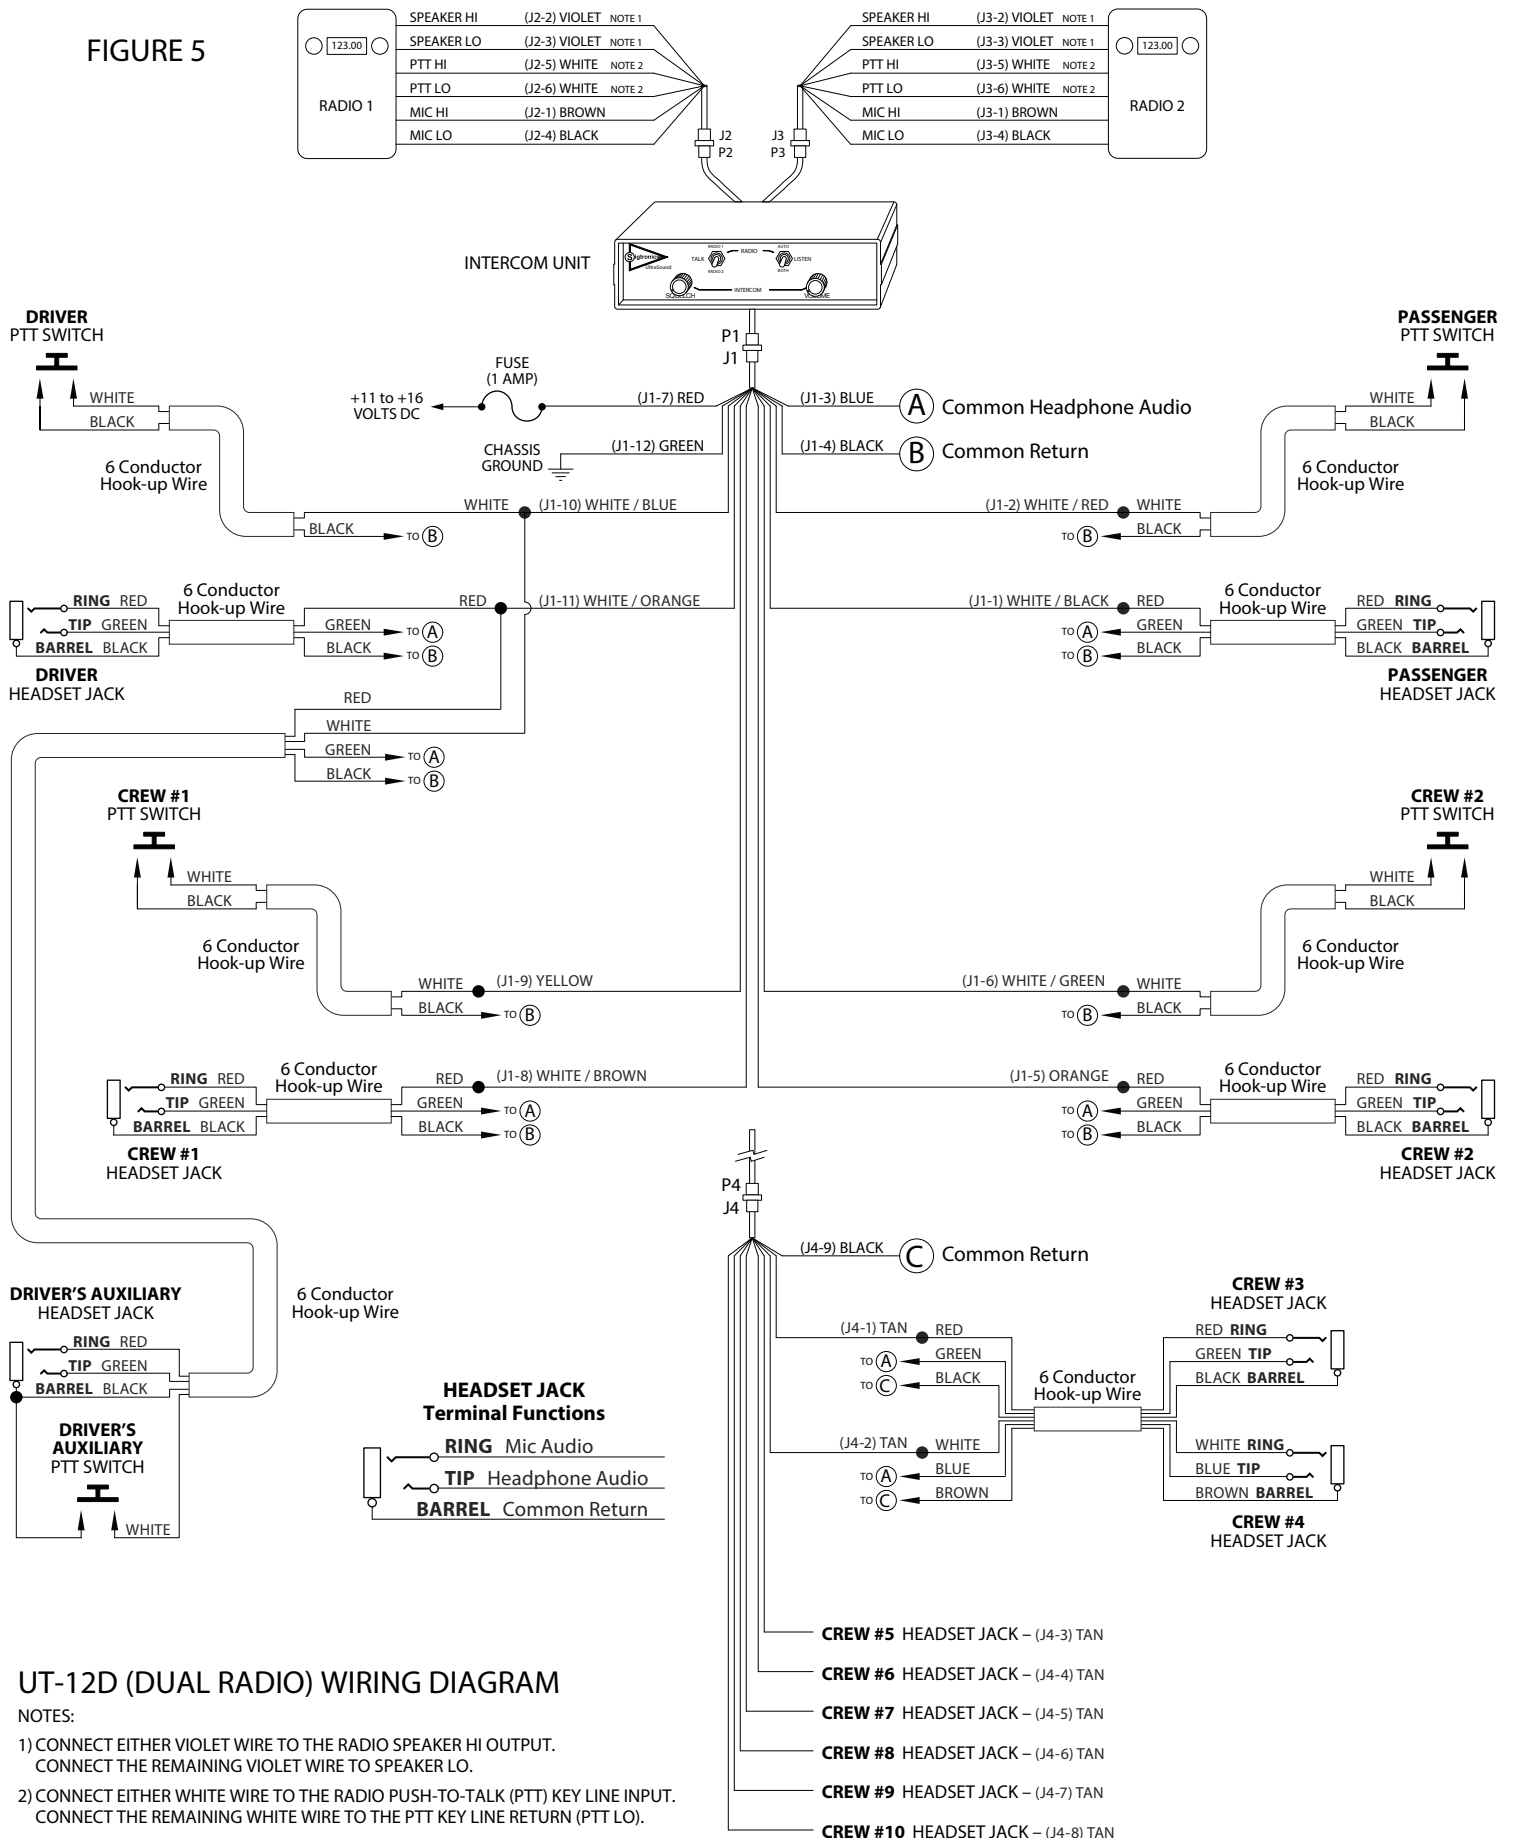 FIGURE 5
RADIO 1
123.00
SPEAKER HI (J2-2) VIOLET NOTE 1
SPEAKER LO (J2-3) VIOLET NOTE 1
PTT HI (J2-5) WHITE NOTE 2
PTT LO (J2-6) WHITE NOTE 2
MIC HI (J2-1) BROWN
MIC LO (J2-4) BLACK
SPEAKER HI (J3-2) VIOLET NOTE 1
SPEAKER LO (J3-3) VIOLET NOTE 1
PTT HI (J3-5) WHITE NOTE 2
PTT LO (J3-6) WHITE NOTE 2
MIC HI (J3-1) BROWN
MIC LO (J3-4) BLACK
123.00
RADIO 2
J2
P2
J3
P3
INTERCOM UNIT
Sigtronics
UltraSound
TALK
RADIO 1
RADIO 2
RADIO
AUTO
BOTH
LISTEN
SQUELCH
INTERCOM
VOLUME
P1
J1
DRIVER
PTT SWITCH
WHITE
BLACK
6 Conductor
Hook-up Wire
FUSE
(1 AMP)
+11 to +16
VOLTS DC
(J1-7) RED
CHASSIS
GROUND
(J1-12) GREEN
(J1-3) BLUE
A Common Headphone Audio
(J1-4) BLACK
B Common Return
WHITE (J1-10) WHITE / BLUE
BLACK TO B
PASSENGER
PTT SWITCH
WHITE
BLACK
6 Conductor
Hook-up Wire
(J1-2) WHITE / RED WHITE
TO B BLACK
RING RED
TIP GREEN
BARREL BLACK
DRIVER
HEADSET JACK
6 Conductor
Hook-up Wire
RED (J1-11) WHITE / ORANGE
GREEN TO A
BLACK TO B
(J1-1) WHITE / BLACK RED
TO A GREEN
TO B BLACK
6 Conductor
Hook-up Wire
RED RING
GREEN TIP
BLACK BARREL
PASSENGER
HEADSET JACK
RED
WHITE
GREEN TO A
BLACK TO B
CREW #1
PTT SWITCH
WHITE
BLACK
6 Conductor
Hook-up Wire
WHITE (J1-9) YELLOW
BLACK TO B
CREW #2
PTT SWITCH
WHITE
BLACK
6 Conductor
Hook-up Wire
(J1-6) WHITE / GREEN WHITE
TO B BLACK
RING RED
TIP GREEN
BARREL BLACK
CREW #1
HEADSET JACK
6 Conductor
Hook-up Wire
RED (J1-8) WHITE / BROWN
GREEN TO A
BLACK TO B
(J1-5) ORANGE RED
TO A GREEN
TO B BLACK
6 Conductor
Hook-up Wire
RED RING
GREEN TIP
BLACK BARREL
CREW #2
HEADSET JACK
P4
J4
(J4-9) BLACK
C Common Return
DRIVER'S AUXILIARY
HEADSET JACK
6 Conductor
Hook-up Wire
RING RED
TIP GREEN
BARREL BLACK
DRIVER'S
AUXILIARY
PTT SWITCH
WHITE
HEADSET JACK
Terminal Functions
RING Mic Audio
TIP Headphone Audio
BARREL Common Return
(J4-1) TAN RED
TO A GREEN
TO C BLACK
(J4-2) TAN WHITE
TO A BLUE
TO C BROWN
6 Conductor
Hook-up Wire
CREW #3
HEADSET JACK
RED RING
GREEN TIP
BLACK BARREL
WHITE RING
BLUE TIP
BROWN BARREL
CREW #4
HEADSET JACK
CREW #5 HEADSET JACK – (J4-3) TAN
CREW #6 HEADSET JACK – (J4-4) TAN
CREW #7 HEADSET JACK – (J4-5) TAN
CREW #8 HEADSET JACK – (J4-6) TAN
CREW #9 HEADSET JACK – (J4-7) TAN
CREW #10 HEADSET JACK – (J4-8) TAN
UT-12D (DUAL RADIO) WIRING DIAGRAM
NOTES:
1) CONNECT EITHER VIOLET WIRE TO THE RADIO SPEAKER HI OUTPUT.
CONNECT THE REMAINING VIOLET WIRE TO SPEAKER LO.
2) CONNECT EITHER WHITE WIRE TO THE RADIO PUSH-TO-TALK (PTT) KEY LINE INPUT.
CONNECT THE REMAINING WHITE WIRE TO THE PTT KEY LINE RETURN (PTT LO).